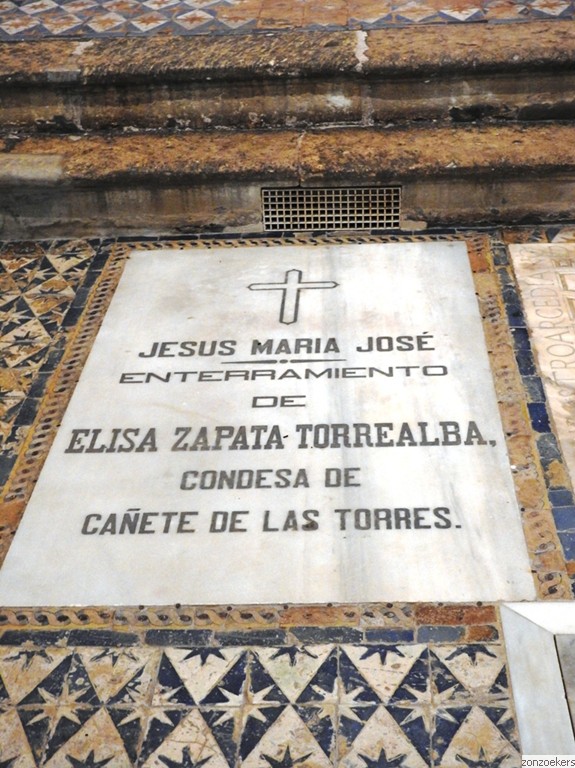 JESUS MARIA JOSÉ
ENTERRAMIENTO
DE
ELISA ZAPATA TORREALBA,
CONDESA DE
CAÑETE DE LAS TORRES.
zonzoekers